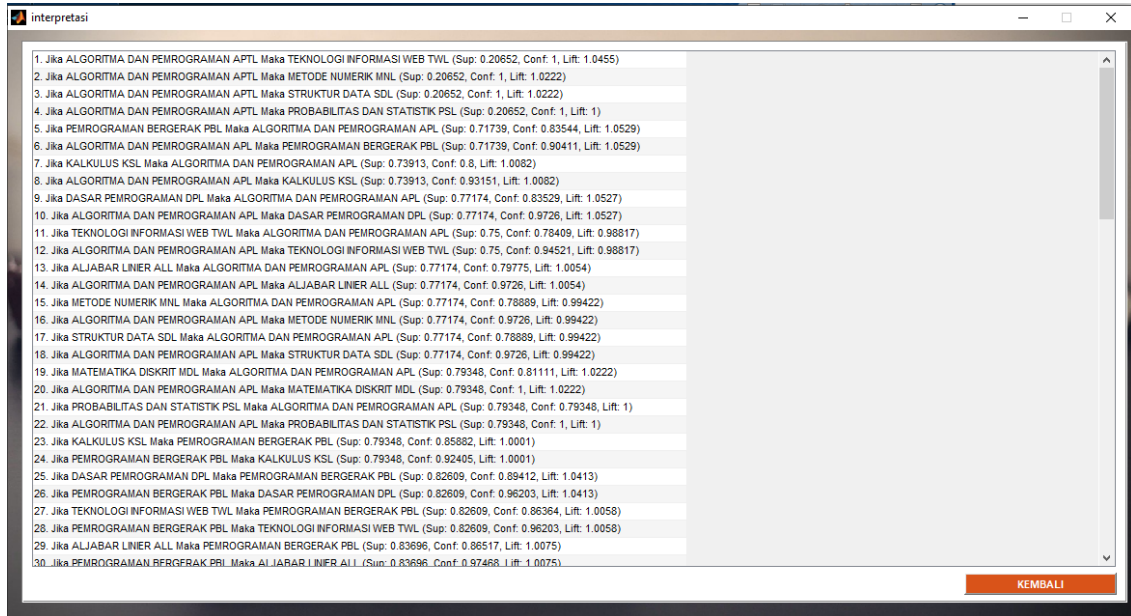 interpretasi
1. Jika ALGORITMA DAN PEMROGRAMAN APTL Maka TEKNOLOGI INFORMASI WEB TWL (Sup: 0.20652, Conf: 1, Lift: 1.0455)
2. Jika ALGORITMA DAN PEMROGRAMAN APTL Maka METODE NUMERIK MNL (Sup: 0.20652, Conf: 1, Lift: 1.0222)
3. Jika ALGORITMA DAN PEMROGRAMAN APTL Maka STRUKTUR DATA SDL (Sup: 0.20652, Conf: 1, Lift: 1.0222)
4. Jika ALGORITMA DAN PEMROGRAMAN APTL Maka PROBABILITAS DAN STATISTIK PSL (Sup: 0.20652, Conf: 1, Lift: 1)
5. Jika PEMROGRAMAN BERGERAK PBL Maka ALGORITMA DAN PEMROGRAMAN APL (Sup: 0.71739, Conf: 0.83544, Lift: 1.0529)
6. Jika ALGORITMA DAN PEMROGRAMAN APL Maka PEMROGRAMAN BERGERAK PBL (Sup: 0.71739, Conf: 0.90411, Lift: 1.0529)
7. Jika KALKULUS KSL Maka ALGORITMA DAN PEMROGRAMAN APL (Sup: 0.73913, Conf: 0.8, Lift: 1.0082)
8. Jika ALGORITMA DAN PEMROGRAMAN APL Maka KALKULUS KSL (Sup: 0.73913, Conf: 0.93151, Lift: 1.0082)
9. Jika DASAR PEMROGRAMAN DPL Maka ALGORITMA DAN PEMROGRAMAN APL (Sup: 0.77174, Conf: 0.83529, Lift: 1.0527)
10. Jika ALGORITMA DAN PEMROGRAMAN APL Maka DASAR PEMROGRAMAN DPL (Sup: 0.77174, Conf: 0.9726, Lift: 1.0527)
11. Jika TEKNOLOGI INFORMASI WEB TWL Maka ALGORITMA DAN PEMROGRAMAN APL (Sup: 0.75, Conf: 0.78409, Lift: 0.98817)
12. Jika ALGORITMA DAN PEMROGRAMAN APL Maka TEKNOLOGI INFORMASI WEB TWL (Sup: 0.75, Conf: 0.94521, Lift: 0.98817)
13. Jika ALJABAR LINIER ALL Maka ALGORITMA DAN PEMROGRAMAN APL (Sup: 0.77174, Conf: 0.79775, Lift: 1.0054)
14. Jika ALGORITMA DAN PEMROGRAMAN APL Maka ALJABAR LINIER ALL (Sup: 0.77174, Conf: 0.9726, Lift: 1.0054)
15. Jika METODE NUMERIK MNL Maka ALGORITMA DAN PEMROGRAMAN APL (Sup: 0.77174, Conf: 0.78889, Lift: 0.99422)
16. Jika ALGORITMA DAN PEMROGRAMAN APL Maka METODE NUMERIK MNL (Sup: 0.77174, Conf: 0.9726, Lift: 0.99422)
17. Jika STRUKTUR DATA SDL Maka ALGORITMA DAN PEMROGRAMAN APL (Sup: 0.77174, Conf: 0.78889, Lift: 0.99422)
18. Jika ALGORITMA DAN PEMROGRAMAN APL Maka STRUKTUR DATA SDL (Sup: 0.77174, Conf: 0.9726, Lift: 0.99422)
19. Jika MATEMATIKA DISKRIT MDL Maka ALGORITMA DAN PEMROGRAMAN APL (Sup: 0.79348, Conf: 0.81111, Lift: 1.0222)
20. Jika ALGORITMA DAN PEMROGRAMAN APL Maka MATEMATIKA DISKRIT MDL (Sup: 0.79348, Conf: 1, Lift: 1.0222)
21. Jika PROBABILITAS DAN STATISTIK PSL Maka ALGORITMA DAN PEMROGRAMAN APL (Sup: 0.79348, Conf: 0.79348, Lift: 1)
22. Jika ALGORITMA DAN PEMROGRAMAN APL Maka PROBABILITAS DAN STATISTIK PSL (Sup: 0.79348, Conf: 1, Lift: 1)
23. Jika KALKULUS KSL Maka PEMROGRAMAN BERGERAK PBL (Sup: 0.79348, Conf: 0.85882, Lift: 1.0001)
24. Jika PEMROGRAMAN BERGERAK PBL Maka KALKULUS KSL (Sup: 0.79348, Conf: 0.92405, Lift: 1.0001)
25. Jika DASAR PEMROGRAMAN DPL Maka PEMROGRAMAN BERGERAK PBL (Sup: 0.82609, Conf: 0.89412, Lift: 1.0413)
26. Jika PEMROGRAMAN BERGERAK PBL Maka DASAR PEMROGRAMAN DPL (Sup: 0.82609, Conf: 0.96203, Lift: 1.0413)
27. Jika TEKNOLOGI INFORMASI WEB TWL Maka PEMROGRAMAN BERGERAK PBL (Sup: 0.82609, Conf: 0.86364, Lift: 1.0058)
28. Jika PEMROGRAMAN BERGERAK PBL Maka TEKNOLOGI INFORMASI WEB TWL (Sup: 0.82609, Conf: 0.96203, Lift: 1.0058)
29. Jika ALJABAR LINIER ALL Maka PEMROGRAMAN BERGERAK PBL (Sup: 0.83696, Conf: 0.86517, Lift: 1.0075)
30. Jika PEMROGRAMAN BERGERAK PBL Maka ALJABAR LINIER ALL (Sup: 0.83696, Conf: 0.97468, Lift: 1.0075)
KEMBALI